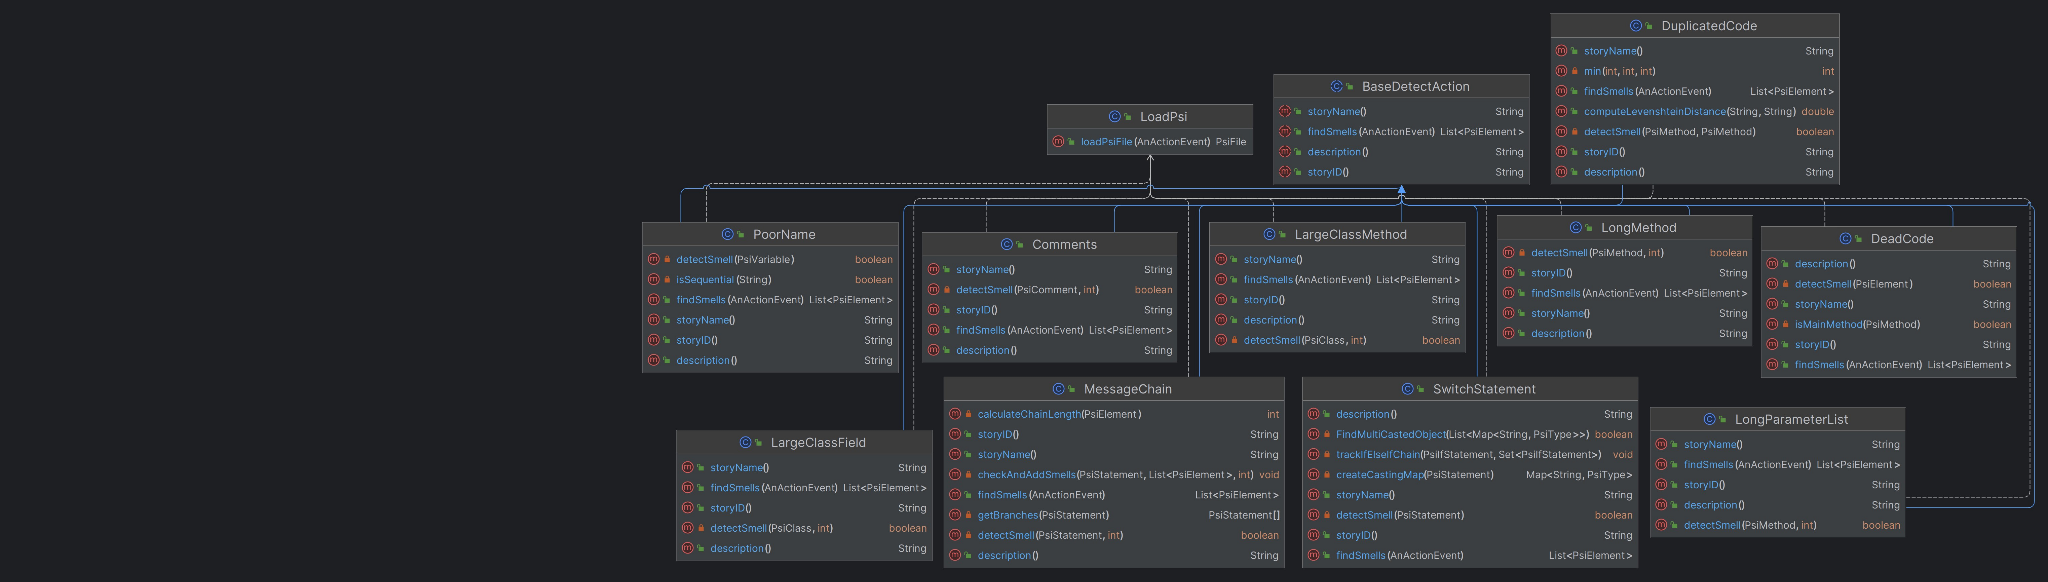 DuplicatedCode
storyName() String
min(int, int, int) int
findSmells(AnActionEvent) List<PsiElement>
computeLevenshteinDistance(String, String) double
detectSmell(PsiMethod, PsiMethod) boolean
storyID() String
description() String
BaseDetectAction
storyName() String
findSmells(AnActionEvent) List<PsiElement>
description() String
storyID() String
LoadPsi
loadPsiFile(AnActionEvent) PsiFile
PoorName
detectSmell(PsiVariable) boolean
isSequential(String) boolean
findSmells(AnActionEvent) List<PsiElement>
storyName() String
storyID() String
description() String
Comments
storyName() String
detectSmell(PsiComment, int) boolean
storyID() String
findSmells(AnActionEvent) List<PsiElement>
description() String
LargeClassMethod
storyName() String
findSmells(AnActionEvent) List<PsiElement>
storyID() String
description() String
detectSmell(PsiClass, int) boolean
LongMethod
detectSmell(PsiMethod, int) boolean
storyID() String
findSmells(AnActionEvent) List<PsiElement>
storyName() String
description() String
DeadCode
description() String
detectSmell(PsiElement) boolean
storyName() String
isMainMethod(PsiMethod) boolean
storyID() String
findSmells(AnActionEvent) List<PsiElement>
LargeClassField
storyName() String
findSmells(AnActionEvent) List<PsiElement>
storyID() String
detectSmell(PsiClass, int) boolean
description() String
MessageChain
calculateChainLength(PsiElement) int
storyID() String
storyName() String
checkAndAddSmells(PsiStatement, List<PsiElement>, int) void
findSmells(AnActionEvent) List<PsiElement>
getBranches(PsiStatement) PsiStatement[]
detectSmell(PsiStatement, int) boolean
description() String
SwitchStatement
description() String
FindMultiCastedObject(List<Map<String, PsiType>>) boolean
trackIfElseIfChain(PsiIfStatement, Set<PsiIfStatement>) void
createCastingMap(PsiStatement) Map<String, PsiType>
storyName() String
detectSmell(PsiStatement) boolean
storyID() String
findSmells(AnActionEvent) List<PsiElement>
LongParameterList
storyName() String
findSmells(AnActionEvent) List<PsiElement>
storyID() String
description() String
detectSmell(PsiMethod, int) boolean